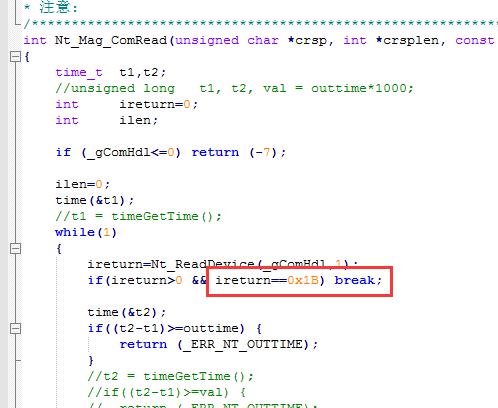 * 注意:
/************************************************************
int Nt_Mag_ComRead(unsigned char *crsp, int *crsplen, const
{
time_t t1,t2;
//unsigned long t1, t2, val = outtime*1000;
int ireturn=0;
int ilen;
if (_gComHdl<=0) return (-7);
ilen=0;
time(&t1);
//t1 = timeGetTime();
while(1)
{
ireturn=Nt_ReadDevice(_gComHdl,1);
if(ireturn>0 && ireturn==0x1B) break;
time(&t2);
if((t2-t1)>=outtime) {
return (_ERR_NT_OUTTIME);
}
//t2 = timeGetTime();
//if((t2-t1)>=val) {
// return (_ERR_NT_OUTTIME);